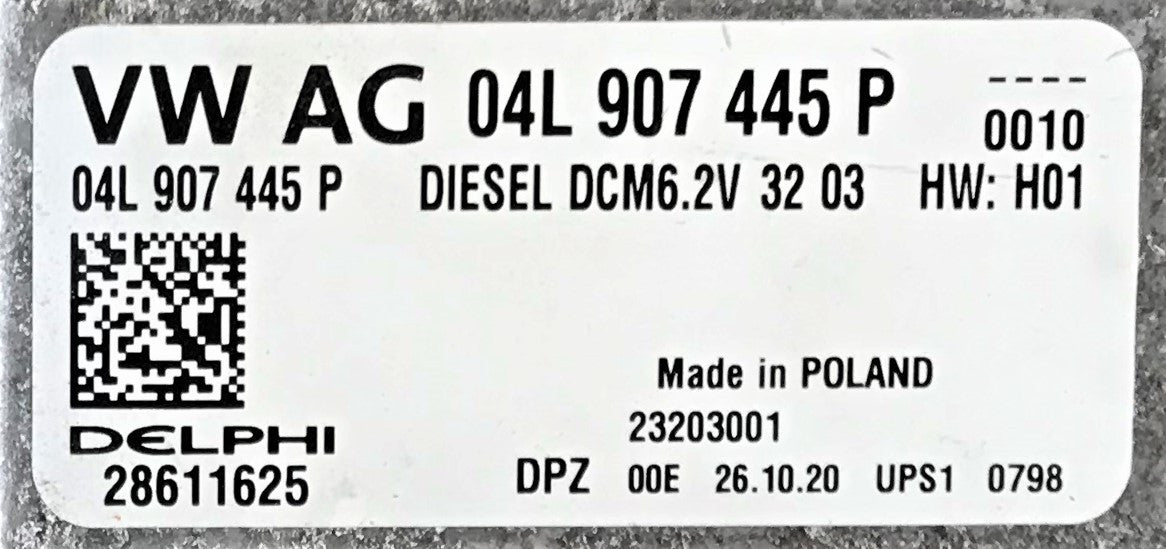 VW AG 04L 907 445 P ----
0010
04L 907 445 P DIESEL DCM6.2V 32 03 HW: H01
Made in POLAND
23203001
DELPHI
28611625
DPZ 00E 26.10.20 UPS1 0798